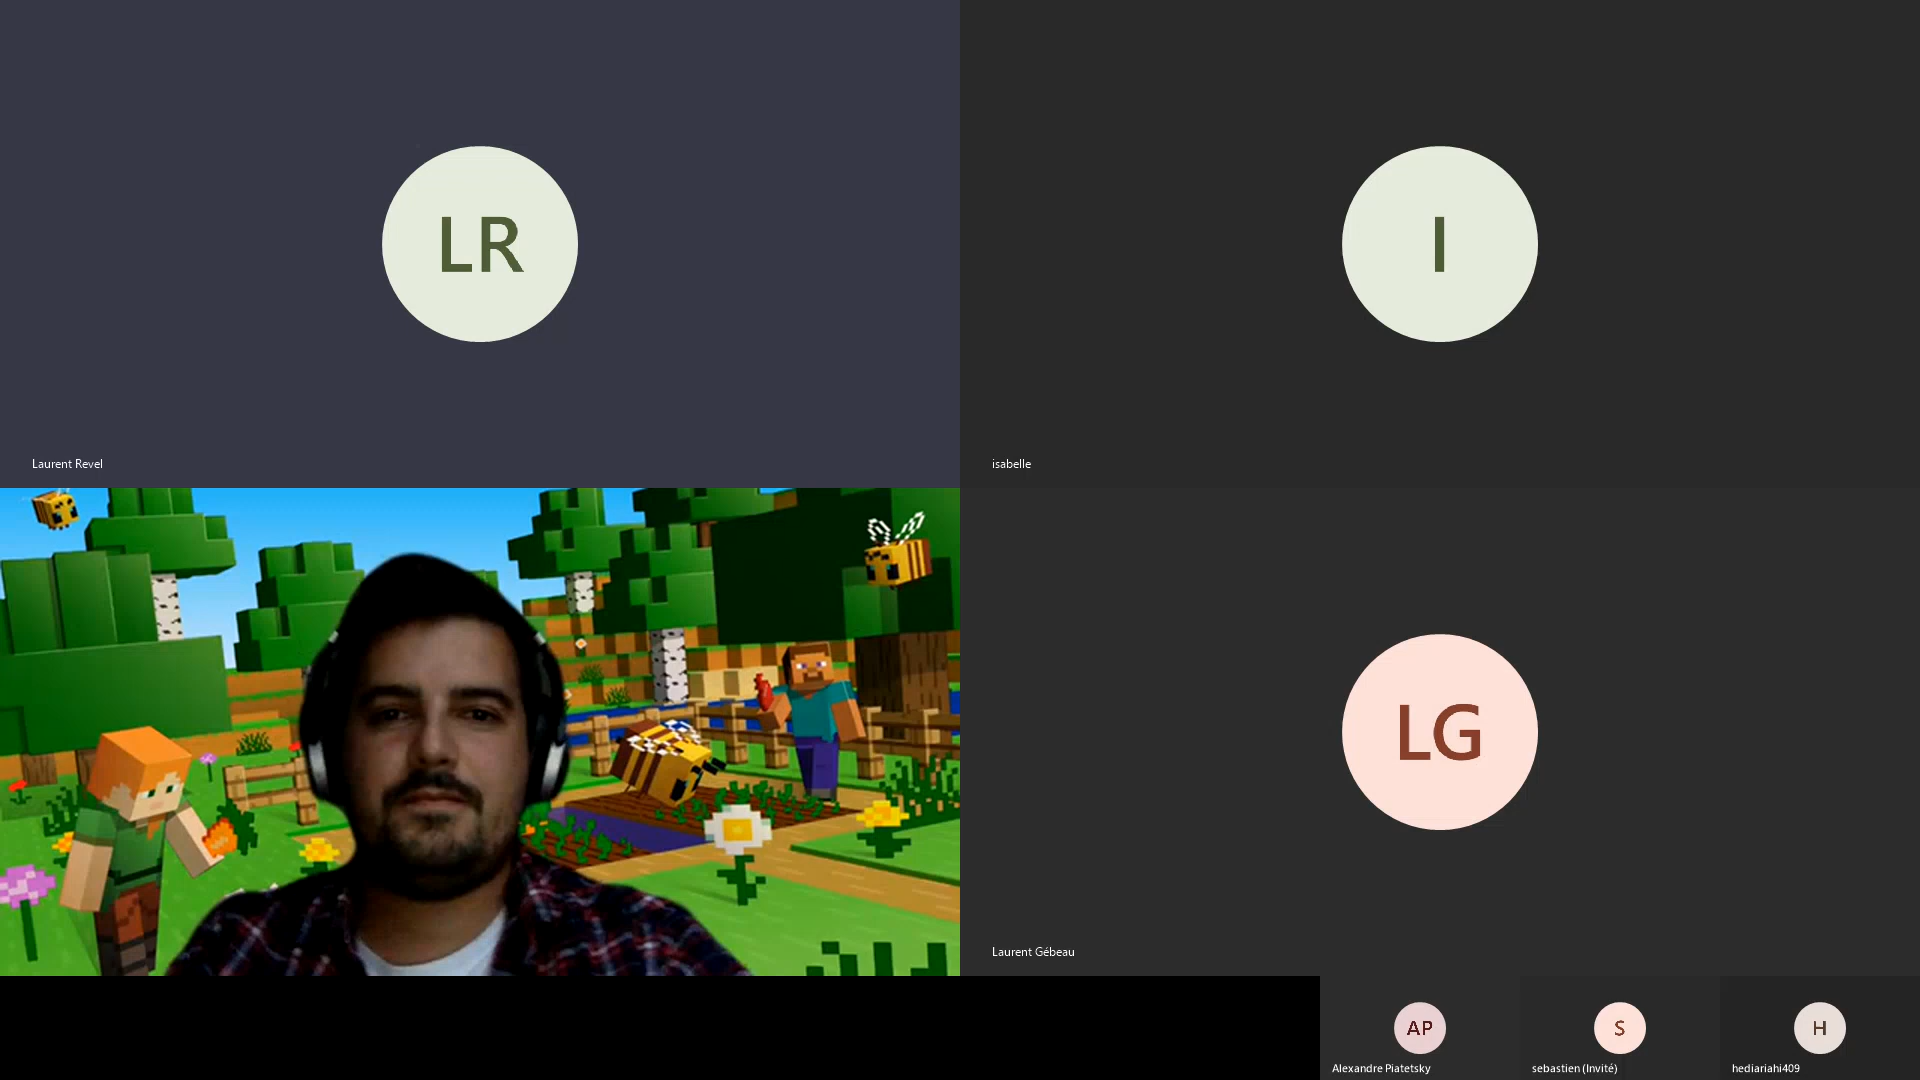 LR
Laurent Revel
I
isabelle
LG
Laurent Gébeau
AP
Alexandre Piatetsky
S
sebastien (Invité)
H
hediariahi409